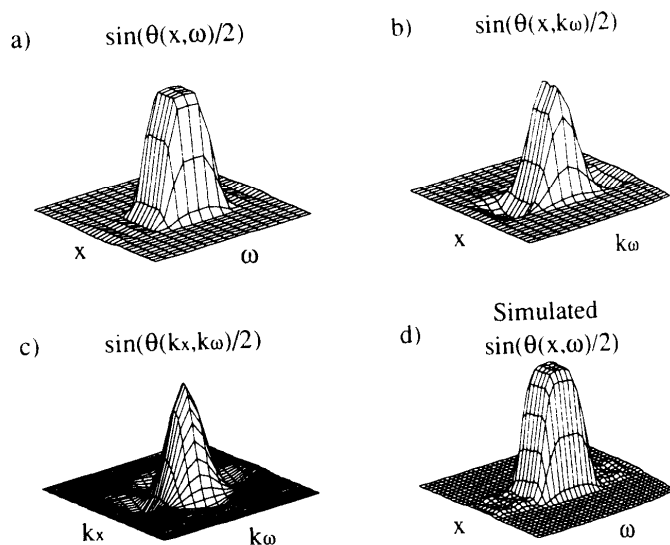 a)
sin(θ(x,ω)/2)
b)
sin(θ(x,kω)/2)
x
ω
x
kω
c)
sin(θ(kx,kω)/2)
d)
Simulated
sin(θ(x,ω)/2)
kx
kω
x
ω